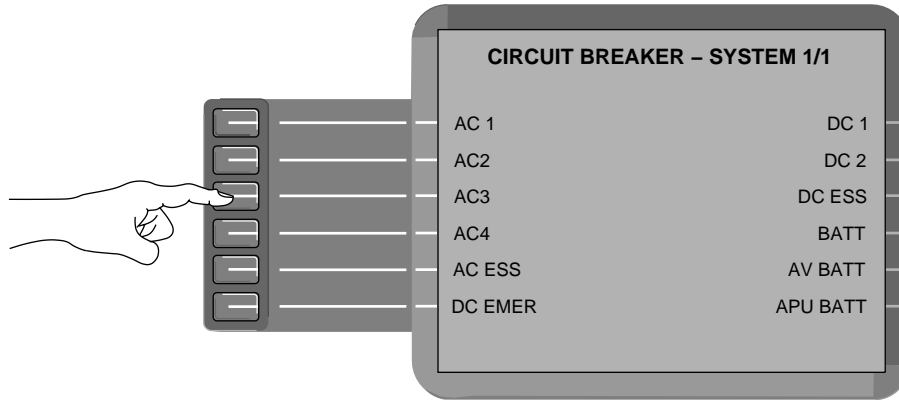 CIRCUIT BREAKER – SYSTEM 1/1
AC 1 DC 1
AC2 DC 2
AC3 DC ESS
AC4 BATT
AC ESS AV BATT
DC EMER APU BATT